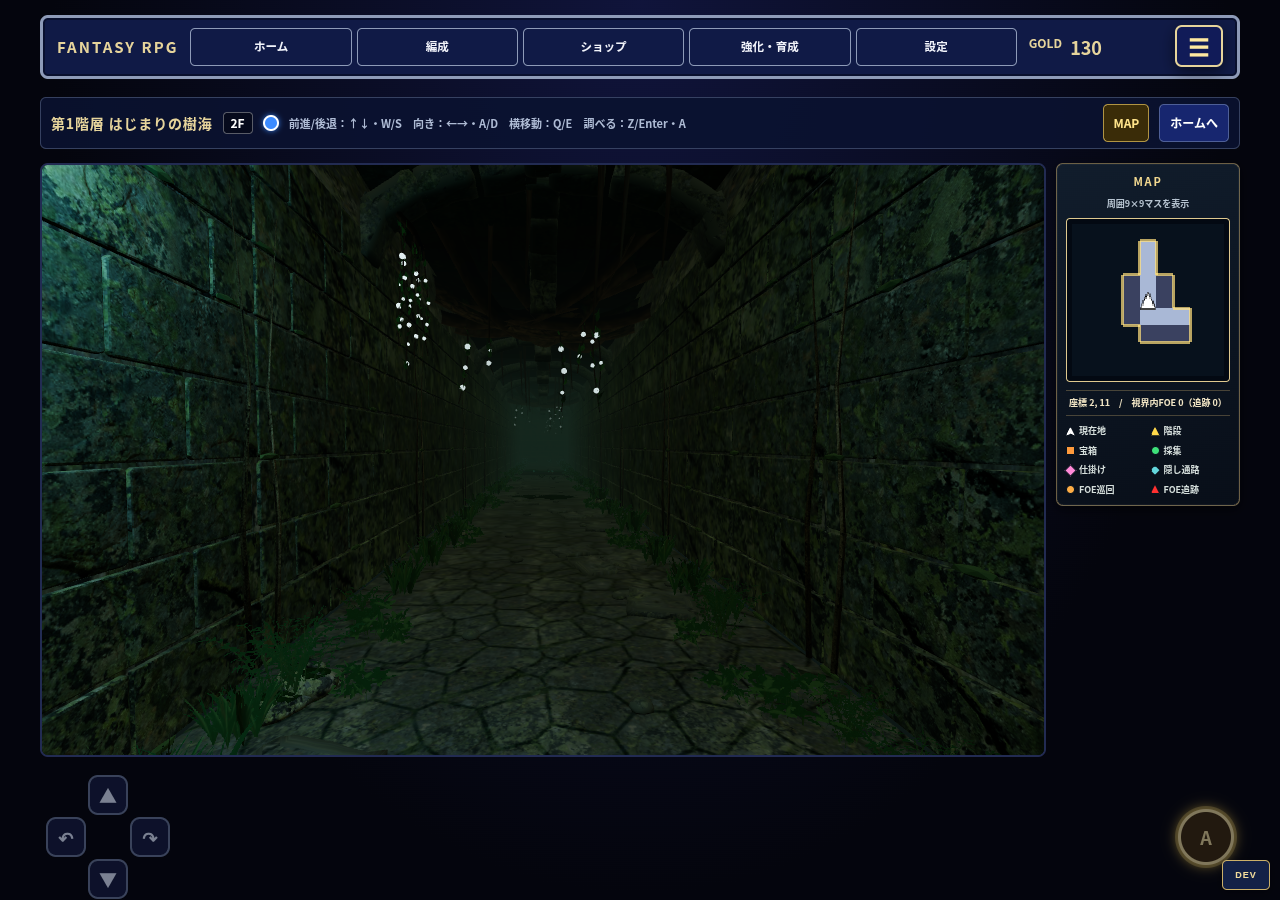 FANTASY RPG
ホーム
編成
ショップ
強化・育成
設定
GOLD 130
第1階層 はじまりの樹海
2F
前進/後退：↑↓・W/S 向き：←→・A/D 横移動：Q/E 調べる：Z/Enter・A
MAP
ホームへ
MAP
周囲9×9マスを表示
座標 2, 11 / 視界内FOE 0（追跡 0）
現在地
階段
宝箱
採集
仕掛け
隠し通路
FOE巡回
FOE追跡
A
DEV